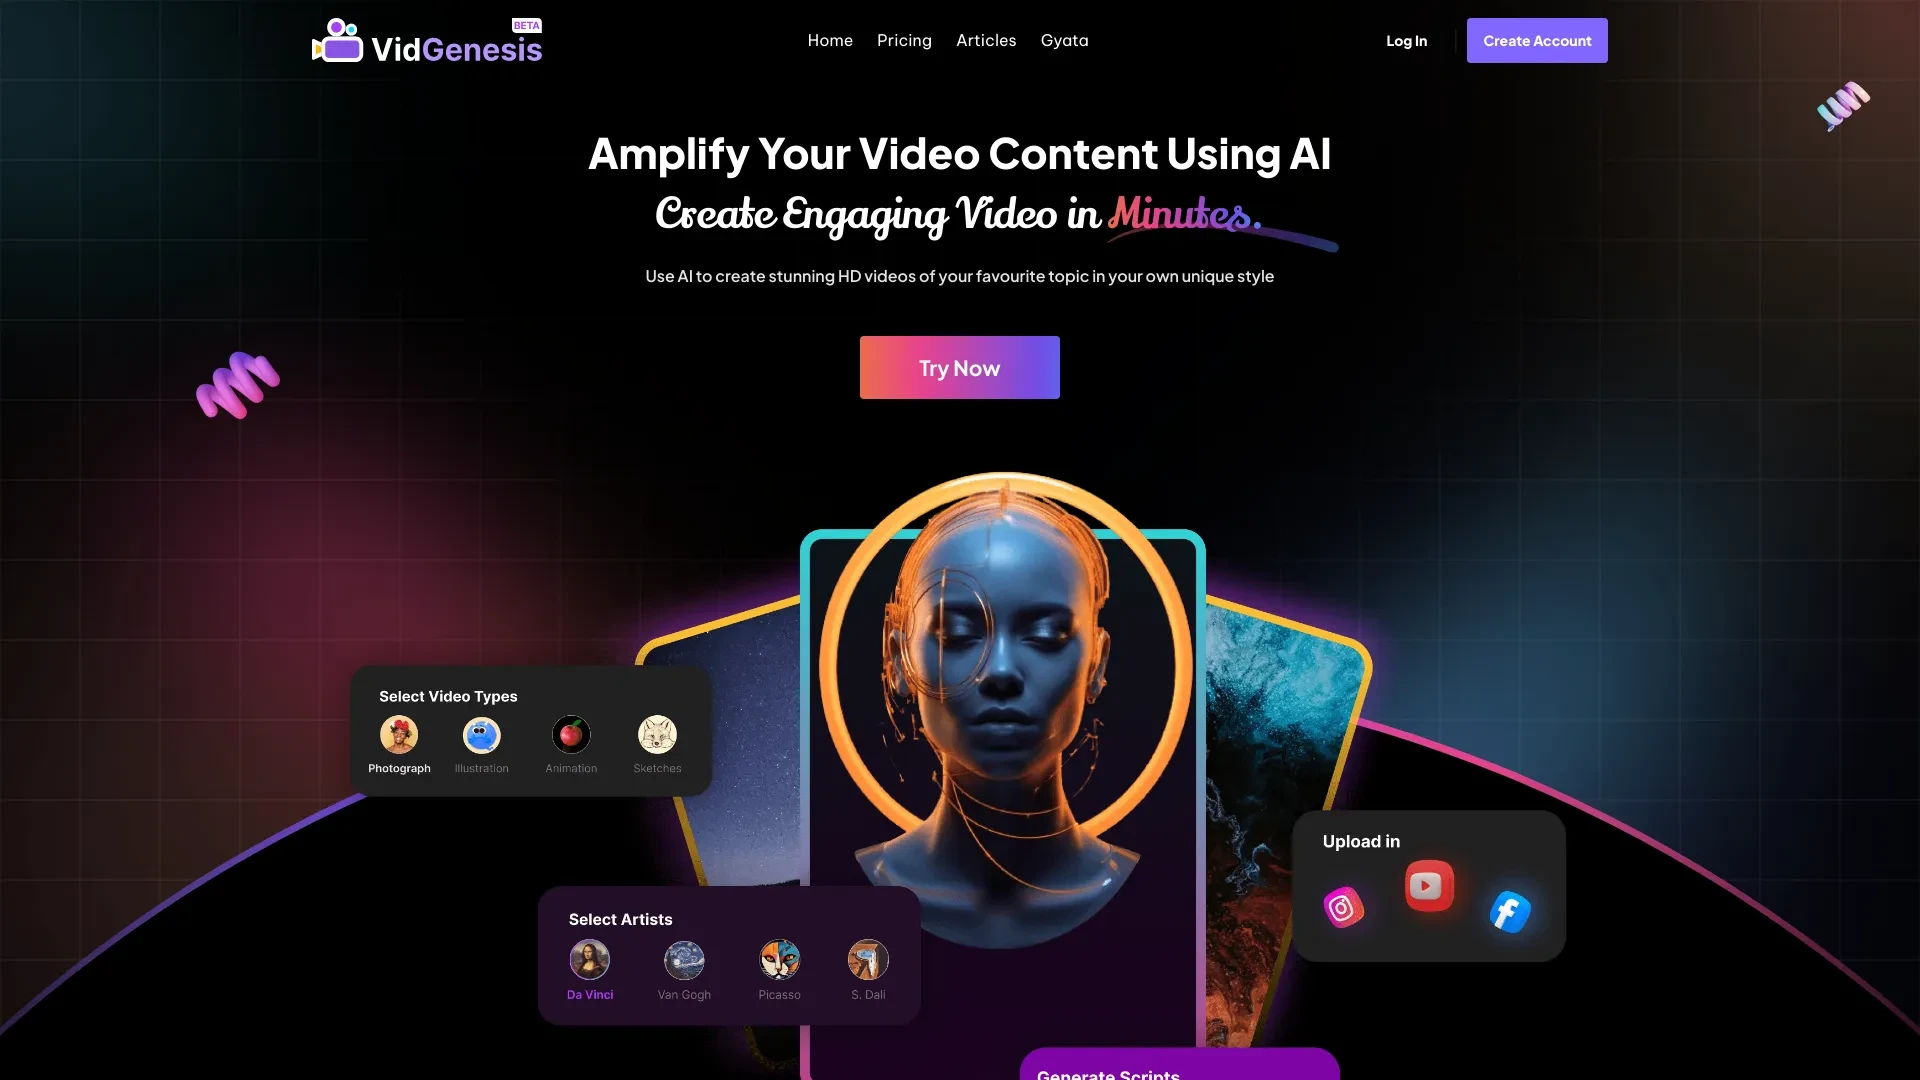 VidGenesis
BETA
Home
Pricing
Articles
Gyata
Log In
Create Account
Amplify Your Video Content Using AI
Create Engaging Video in Minutes.
Use AI to create stunning HD videos of your favourite topic in your own unique style
Try Now
Select Video Types
Photograph
Illustration
Animation
Sketches
Upload in
Select Artists
Da Vinci
Van Gogh
Picasso
S. Dali
Generate Scripts